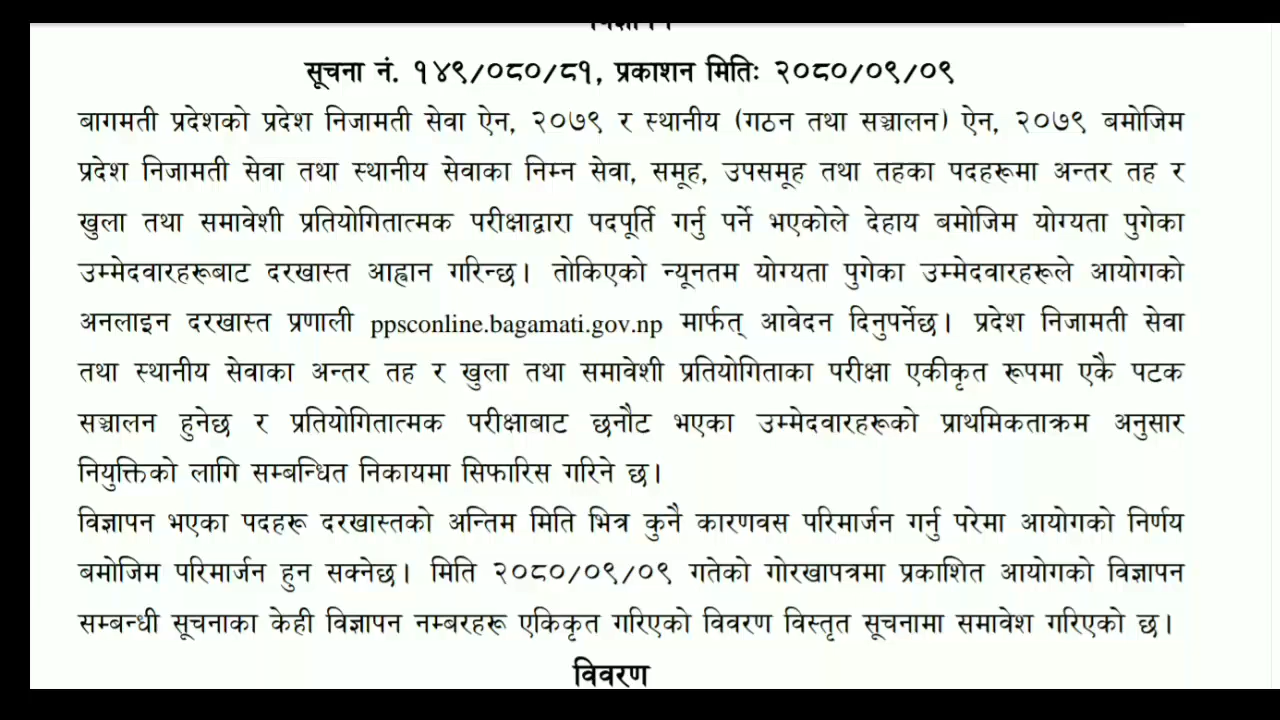 सूचना नं. १४९/०८०/८१, प्रकाशन मितिः २०८०/०९/०९
बागमती प्रदेशको प्रदेश निजामती सेवा ऐन, २०७९ र स्थानीय (गठन तथा सञ्चालन) ऐन, २०७९ बमोजिम
प्रदेश निजामती सेवा तथा स्थानीय सेवाका निम्न सेवा, समूह, उपसमूह तथा तहका पदहरूमा अन्तर तह र
खुला तथा समावेशी प्रतियोगितात्मक परीक्षाद्वारा पदपूर्ति गर्नु पर्ने भएकोले देहाय बमोजिम योग्यता पुगेका
उम्मेदवारहरूबाट दरखास्त आह्वान गरिन्छ। तोकिएको न्यूनतम योग्यता पुगेका उम्मेदवारहरूले आयोगको
अनलाइन दरखास्त प्रणाली ppsconline.bagamati.gov.np मार्फत् आवेदन दिनुपर्नेछ। प्रदेश निजामती सेवा
तथा स्थानीय सेवाका अन्तर तह र खुला तथा समावेशी प्रतियोगिताका परीक्षा एकीकृत रूपमा एकै पटक
सञ्चालन हुनेछ र प्रतियोगितात्मक परीक्षाबाट छनौट भएका उम्मेदवारहरूको प्राथमिकताक्रम अनुसार
नियुक्तिको लागि सम्बन्धित निकायमा सिफारिस गरिने छ।
विज्ञापन भएका पदहरू दरखास्तको अन्तिम मिति भित्र कुनै कारणवस परिमार्जन गर्नु परेमा आयोगको निर्णय
बमोजिम परिमार्जन हुन सक्नेछ। मिति २०८०/०९/०९ गतेको गोरखापत्रमा प्रकाशित आयोगको विज्ञापन
सम्बन्धी सूचनाका केही विज्ञापन नम्बरहरू एकिकृत गरिएको विवरण विस्तृत सूचनामा समावेश गरिएको छ।
विवरण